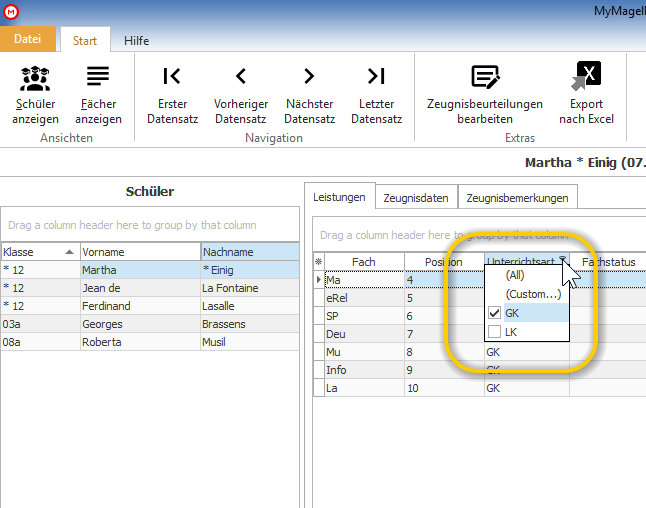 MyMagell
Datei Start Hilfe
Schüler anzeigen
Fächer anzeigen
Erster Datensatz
Vorheriger Datensatz
Nächster Datensatz
Letzter Datensatz
Zeugnisbeurteilungen bearbeiten
Export nach Excel
Ansichten Navigation Extras
Martha * Einig (07.
Schüler
Leistungen Zeugnisdaten Zeugnisbemerkungen
Drag a column header here to group by that column
Klasse Vorname Nachname
* 12 Martha * Einig
* 12 Jean de La Fontaine
* 12 Ferdinand Lasalle
03a Georges Brassens
08a Roberta Musil
Drag a column header here to group by that column
Fach Position Unterrichtsart Fachstatus
Ma 4
eRel 5
SP 6
Deu 7
Mu 8 GK
Info 9 GK
La 10 GK
(All)
(Custom...)
GK
LK